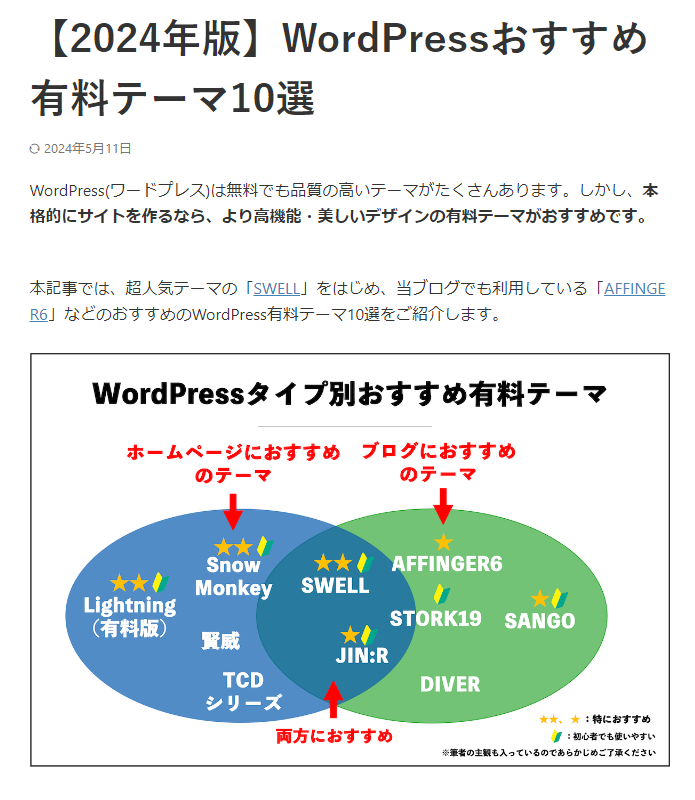 【2024年版】WordPressおすすめ
有料テーマ10選
2024年5月11日
WordPress(ワードプレス)は無料でも品質の高いテーマがたくさんあります。しかし、本
格的にサイトを作るなら、より高機能・美しいデザインの有料テーマがおすすめです。
本記事では、超人気テーマの「SWELL」をはじめ、当ブログでも利用している「AFFINGE
R6」などのおすすめのWordPress有料テーマ10選をご紹介します。
WordPressタイプ別おすすめ有料テーマ
ホームページにおすすめ
のテーマ
ブログにおすすめ
のテーマ
★★
Lightning
（有料版）
★★
Snow
Monkey
賢威
TCD
シリーズ
★★
SWELL
★
JIN:R
両方におすすめ
★
AFFINGER6
STORK19
DIVER
★
SANGO
★★、★：特におすすめ
：初心者でも使いやすい
※筆者の主観も入っているのであらかじめご了承ください